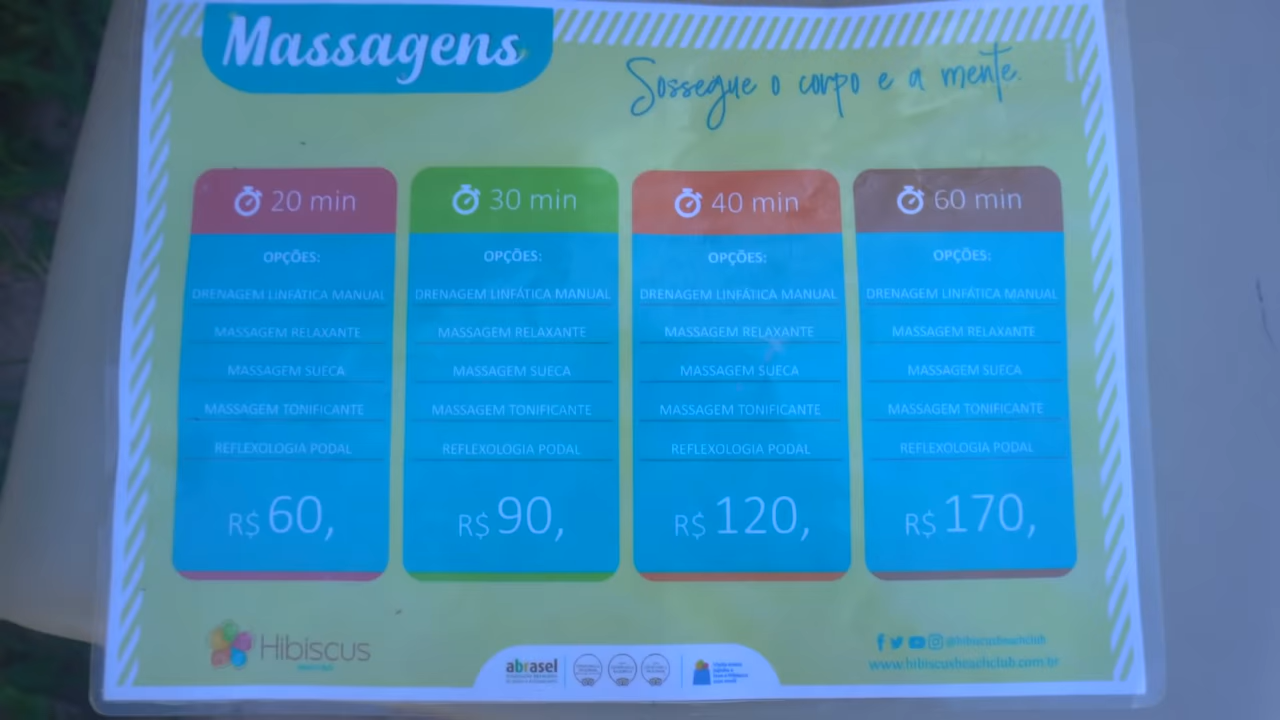 Massagens
Sossegue o corpo e a mente.
20 min
OPÇÕES:
DRENAGEM LINFÁTICA MANUAL
MASSAGEM RELAXANTE
MASSAGEM SUECA
MASSAGEM TONIFICANTE
REFLEXOLOGIA PODAL
R$ 60,
30 min
OPÇÕES:
DRENAGEM LINFÁTICA MANUAL
MASSAGEM RELAXANTE
MASSAGEM SUECA
MASSAGEM TONIFICANTE
REFLEXOLOGIA PODAL
R$ 90,
40 min
OPÇÕES:
DRENAGEM LINFÁTICA MANUAL
MASSAGEM RELAXANTE
MASSAGEM SUECA
MASSAGEM TONIFICANTE
REFLEXOLOGIA PODAL
R$ 120,
60 min
OPÇÕES:
DRENAGEM LINFÁTICA MANUAL
MASSAGEM RELAXANTE
MASSAGEM SUECA
MASSAGEM TONIFICANTE
REFLEXOLOGIA PODAL
R$ 170,
Hibiscus
abrasel
@hibiscusbeachclub
www.hibiscusbeachclub.com.br